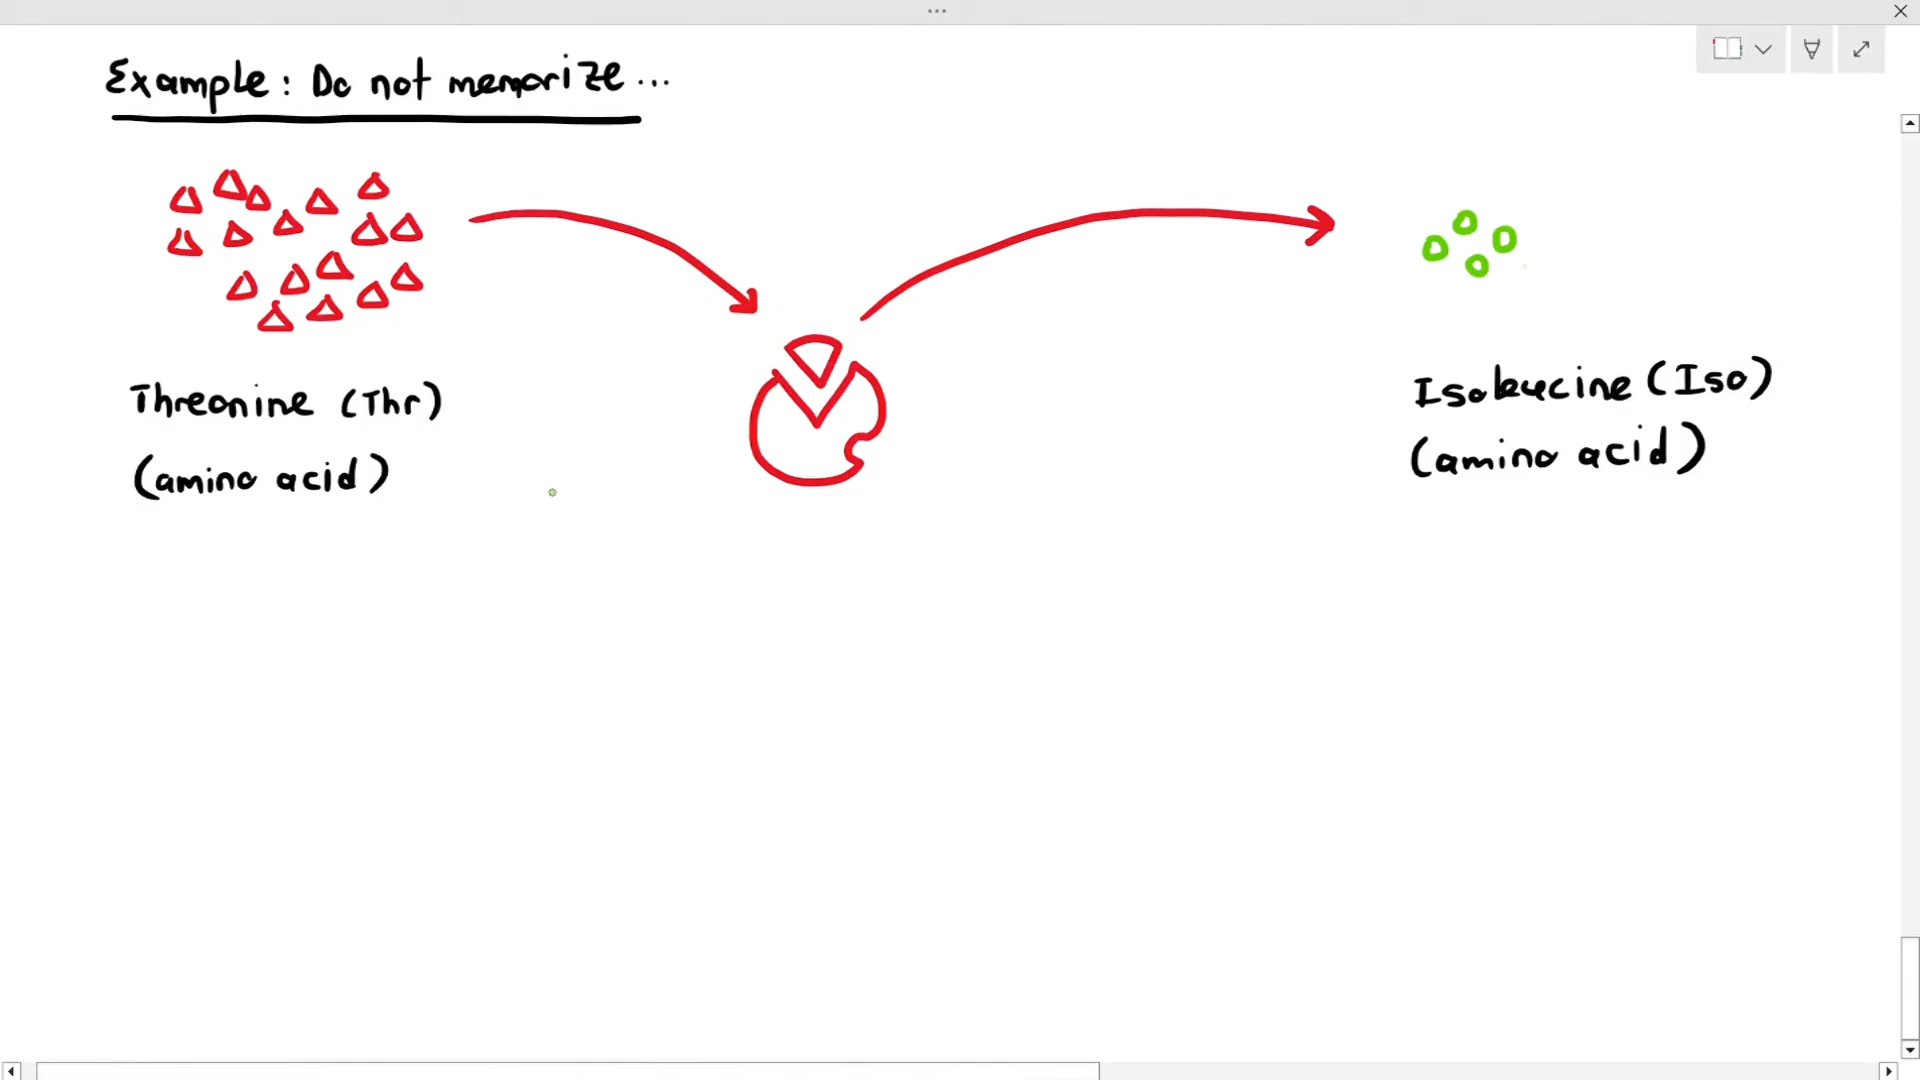 Example: Do not memorize...
Threonine (Thr)
(amino acid)
Isoleucine (Iso)
(amino acid)